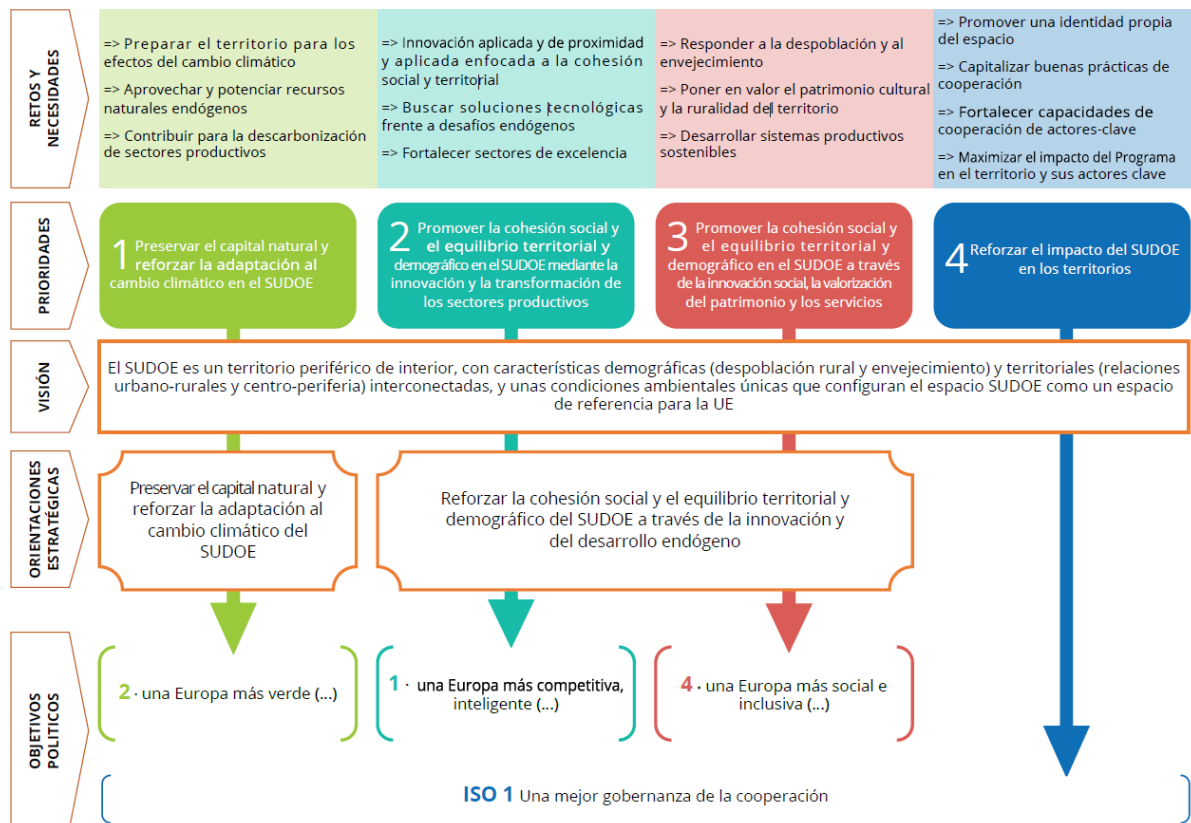 RETOS Y
NECESIDADES
=> Preparar el territorio para los
efectos del cambio climático
=> Aprovechar y potenciar recursos
naturales endógenos
=> Contribuir para la descarbonización
de sectores productivos
=> Innovación aplicada y de proximidad
y aplicada enfocada a la cohesión
social y territorial
=> Buscar soluciones tecnológicas
frente a desafíos endógenos
=> Fortalecer sectores de excelencia
=> Responder a la despoblación y al
envejecimiento
=> Poner en valor el patrimonio cultural
y la ruralidad del territorio
=> Desarrollar sistemas productivos
sostenibles
=> Promover una identidad propia
del espacio
=> Capitalizar buenas prácticas de
cooperación
=> Fortalecer capacidades de
cooperación de actores-clave
=> Maximizar el impacto del Programa
en el territorio y sus actores clave
PRIORIDADES
1 Preservar el capital natural y
reforzar la adaptación al
cambio climático en el SUDOE
2 Promover la cohesión social y
el equilibrio territorial y
demográfico en el SUDOE mediante la
innovación y la transformación de
los sectores productivos
3 Promover la cohesión social y
el equilibrio territorial y
demográfico en el SUDOE a través
de la innovación social, la valorización
del patrimonio y los servicios
4 Reforzar el impacto del SUDOE
en los territorios
VISIÓN
El SUDOE es un territorio periférico de interior, con características demográficas (despoblación rural y envejecimiento) y territoriales (relaciones
urbano-rurales y centro-periferia) interconectadas, y unas condiciones ambientales únicas que configuran el espacio SUDOE como un espacio
de referencia para la UE
ORIENTACIONES
ESTRATÉGICAS
Preservar el capital natural y
reforzar la adaptación al
cambio climático del
SUDOE
Reforzar la cohesión social y el equilibrio territorial y
demográfico del SUDOE a través de la innovación y
del desarrollo endógeno
OBJETIVOS
POLITICOS
2 · una Europa más verde (...)
1 · una Europa más competitiva,
inteligente (...)
4 · una Europa más social e
inclusiva (...)
ISO 1 Una mejor gobernanza de la cooperación